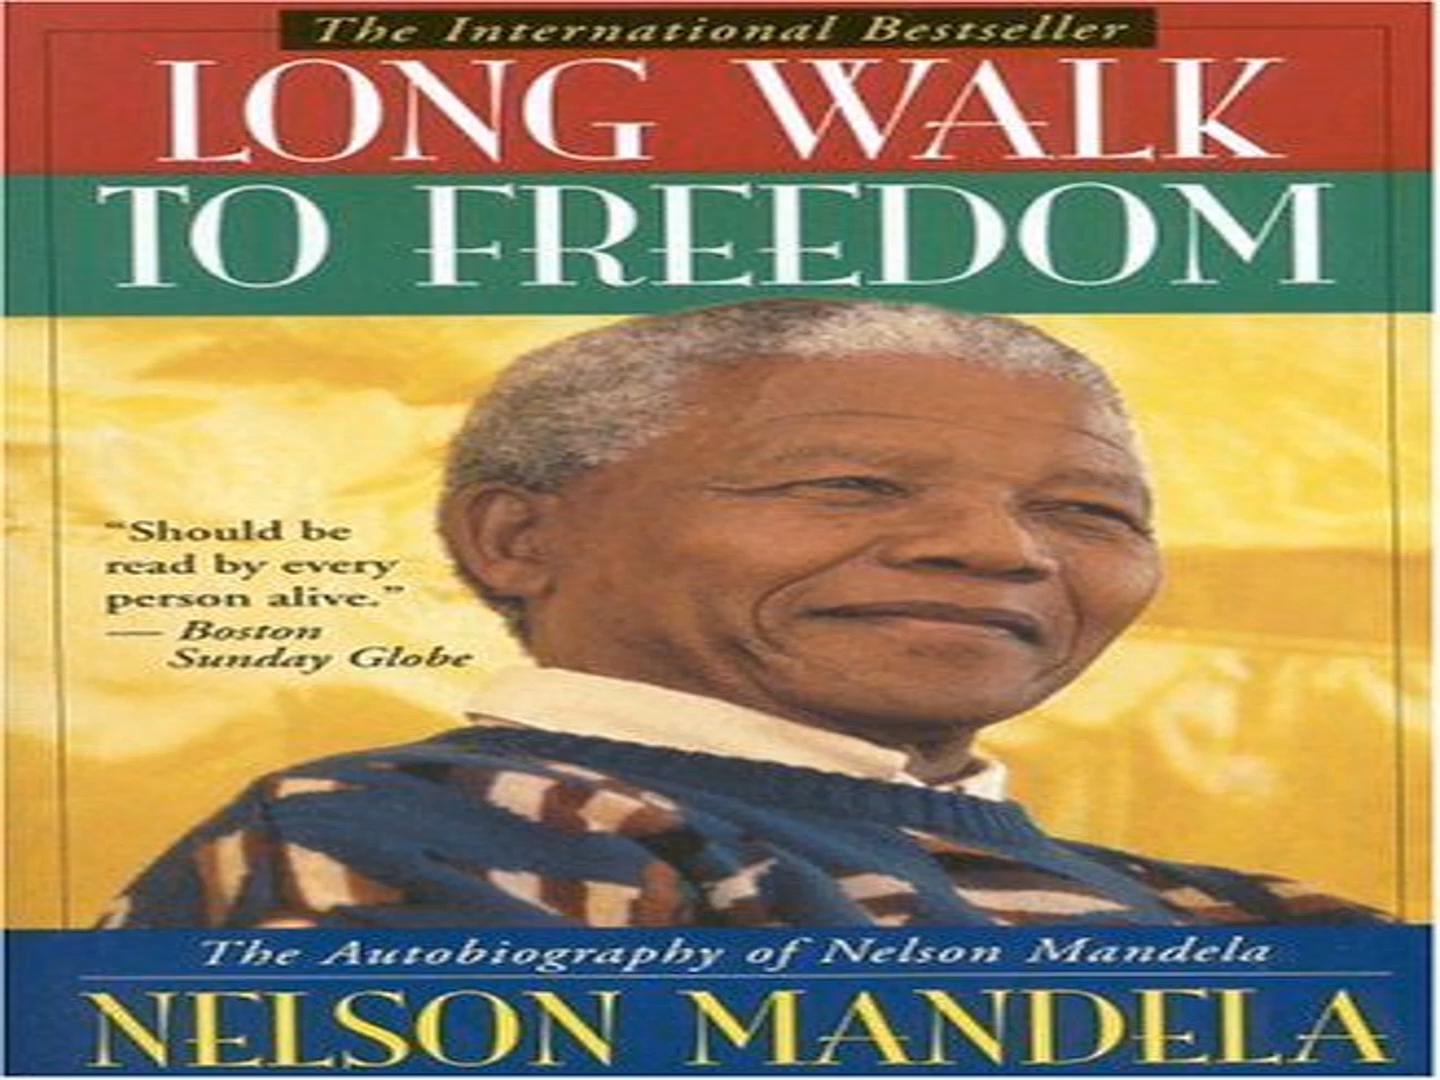 The International Bestseller
LONG WALK
TO FREEDOM
“Should be
read by every
person alive.”
— Boston
Sunday Globe
The Autobiography of Nelson Mandela
NELSON MANDELA